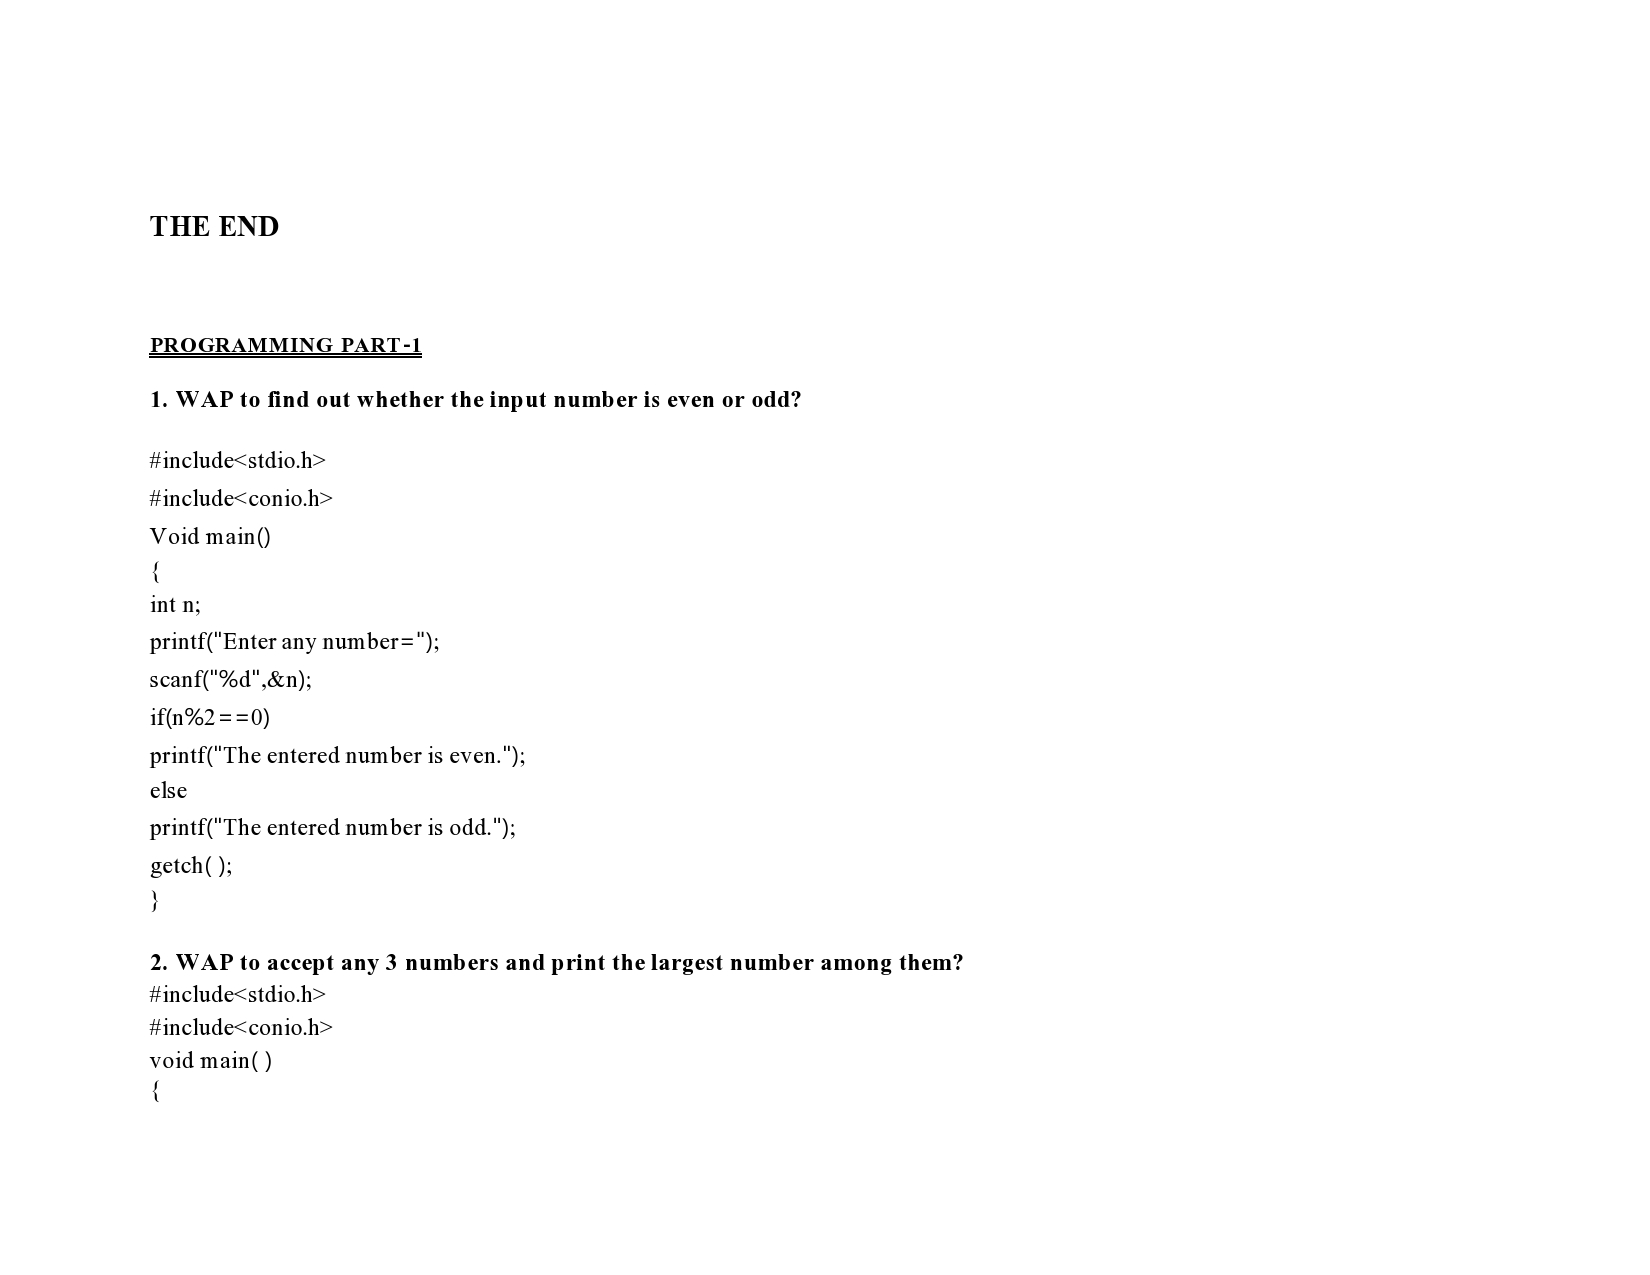 THE END
PROGRAMMING PART-1
1. WAP to find out whether the input number is even or odd?
#include<stdio.h>
#include<conio.h>
Void main()
{
int n;
printf("Enter any number=");
scanf("%d",&n);
if(n%2==0)
printf("The entered number is even.");
else
printf("The entered number is odd.");
getch( );
}
2. WAP to accept any 3 numbers and print the largest number among them?
#include<stdio.h>
#include<conio.h>
void main( )
{